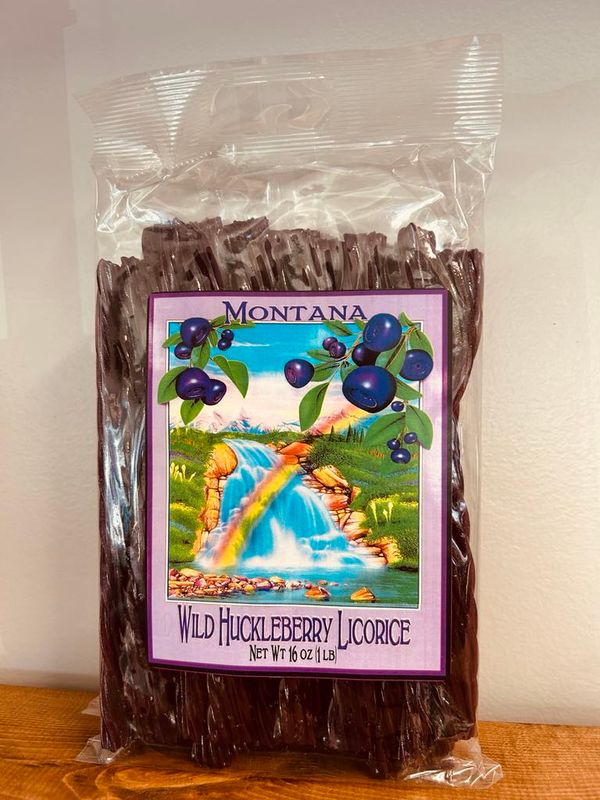 MONTANA
WILD HUCKLEBERRY LICORICE
NET WT 16 OZ (1 LB)